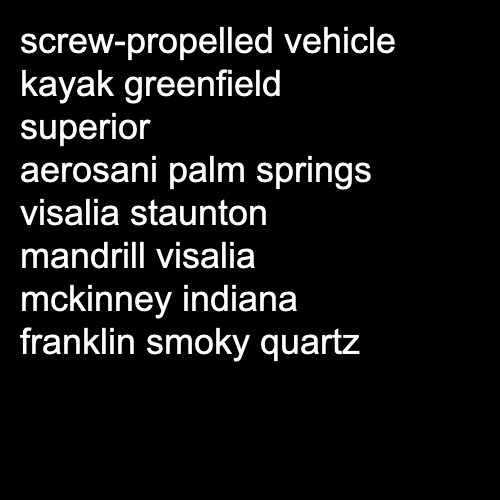 screw-propelled vehicle
kayak greenfield
superior
aerosani palm springs
visalia staunton
mandrill visalia
mckinney indiana
franklin smoky quartz